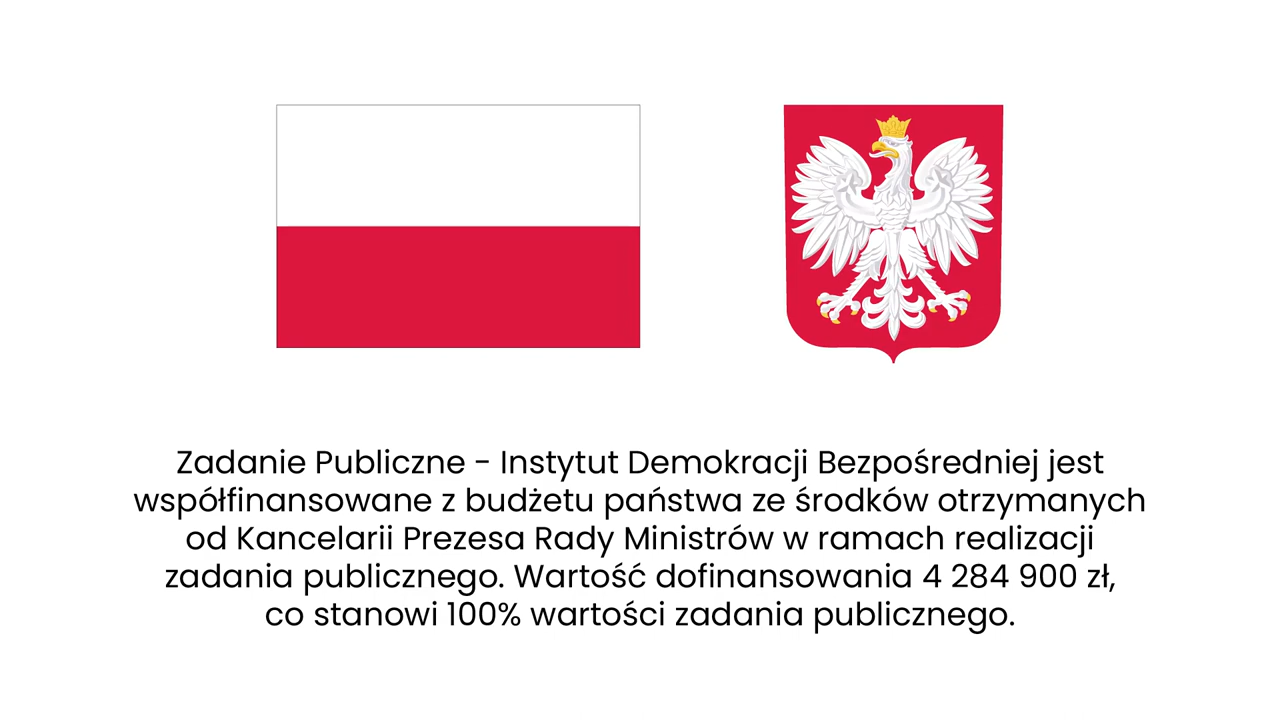 Zadanie Publiczne - Instytut Demokracji Bezpośredniej jest
współfinansowane z budżetu państwa ze środków otrzymanych
od Kancelarii Prezesa Rady Ministrów w ramach realizacji
zadania publicznego. Wartość dofinansowania 4 284 900 zł,
co stanowi 100% wartości zadania publicznego.